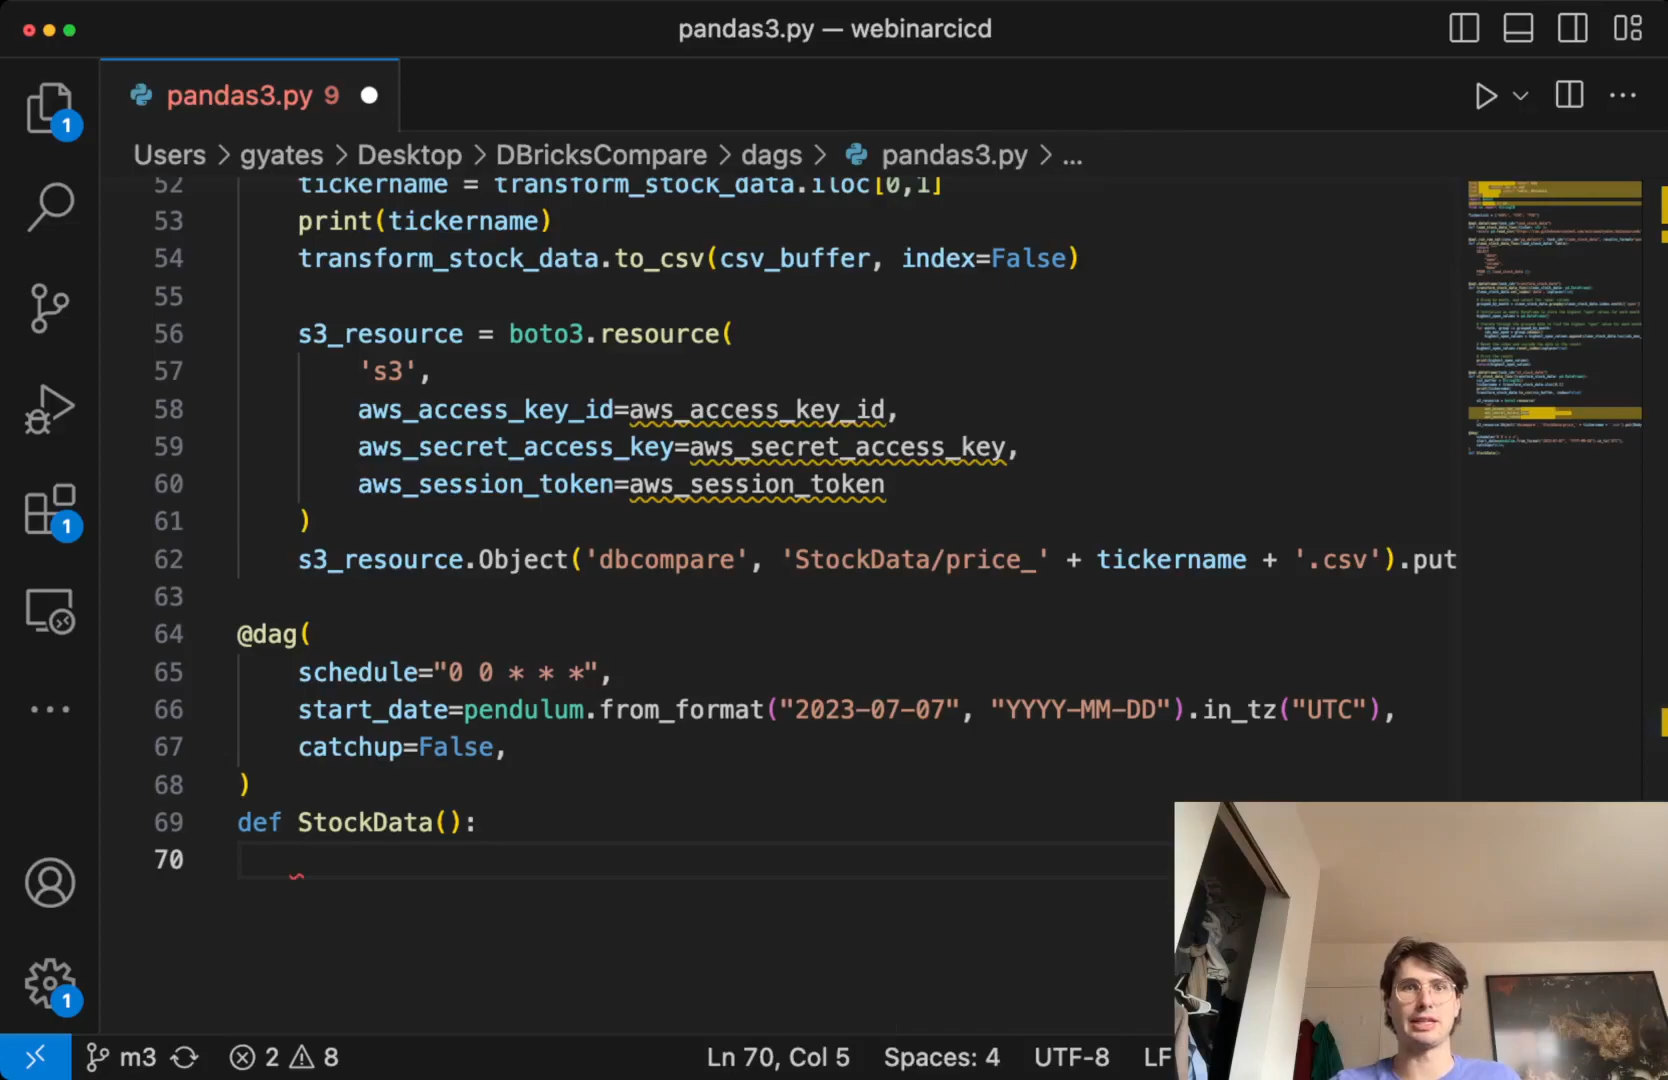 pandas3.py — webinarcicd
pandas3.py 9
Users > gyates > Desktop > DBricksCompare > dags > pandas3.py > ...
52 tickername = transform_stock_data.iloc[0,1]
53 print(tickername)
54 transform_stock_data.to_csv(csv_buffer, index=False)
55
56 s3_resource = boto3.resource(
57 's3',
58 aws_access_key_id=aws_access_key_id,
59 aws_secret_access_key=aws_secret_access_key,
60 aws_session_token=aws_session_token
61 )
62 s3_resource.Object('dbcompare', 'StockData/price_' + tickername + '.csv').put
63
64 @dag(
65 schedule="0 0 * * *",
66 start_date=pendulum.from_format("2023-07-07", "YYYY-MM-DD").in_tz("UTC"),
67 catchup=False,
68 )
69 def StockData():
70
1
1
1
m3 2 8 Ln 70, Col 5 Spaces: 4 UTF-8 LF